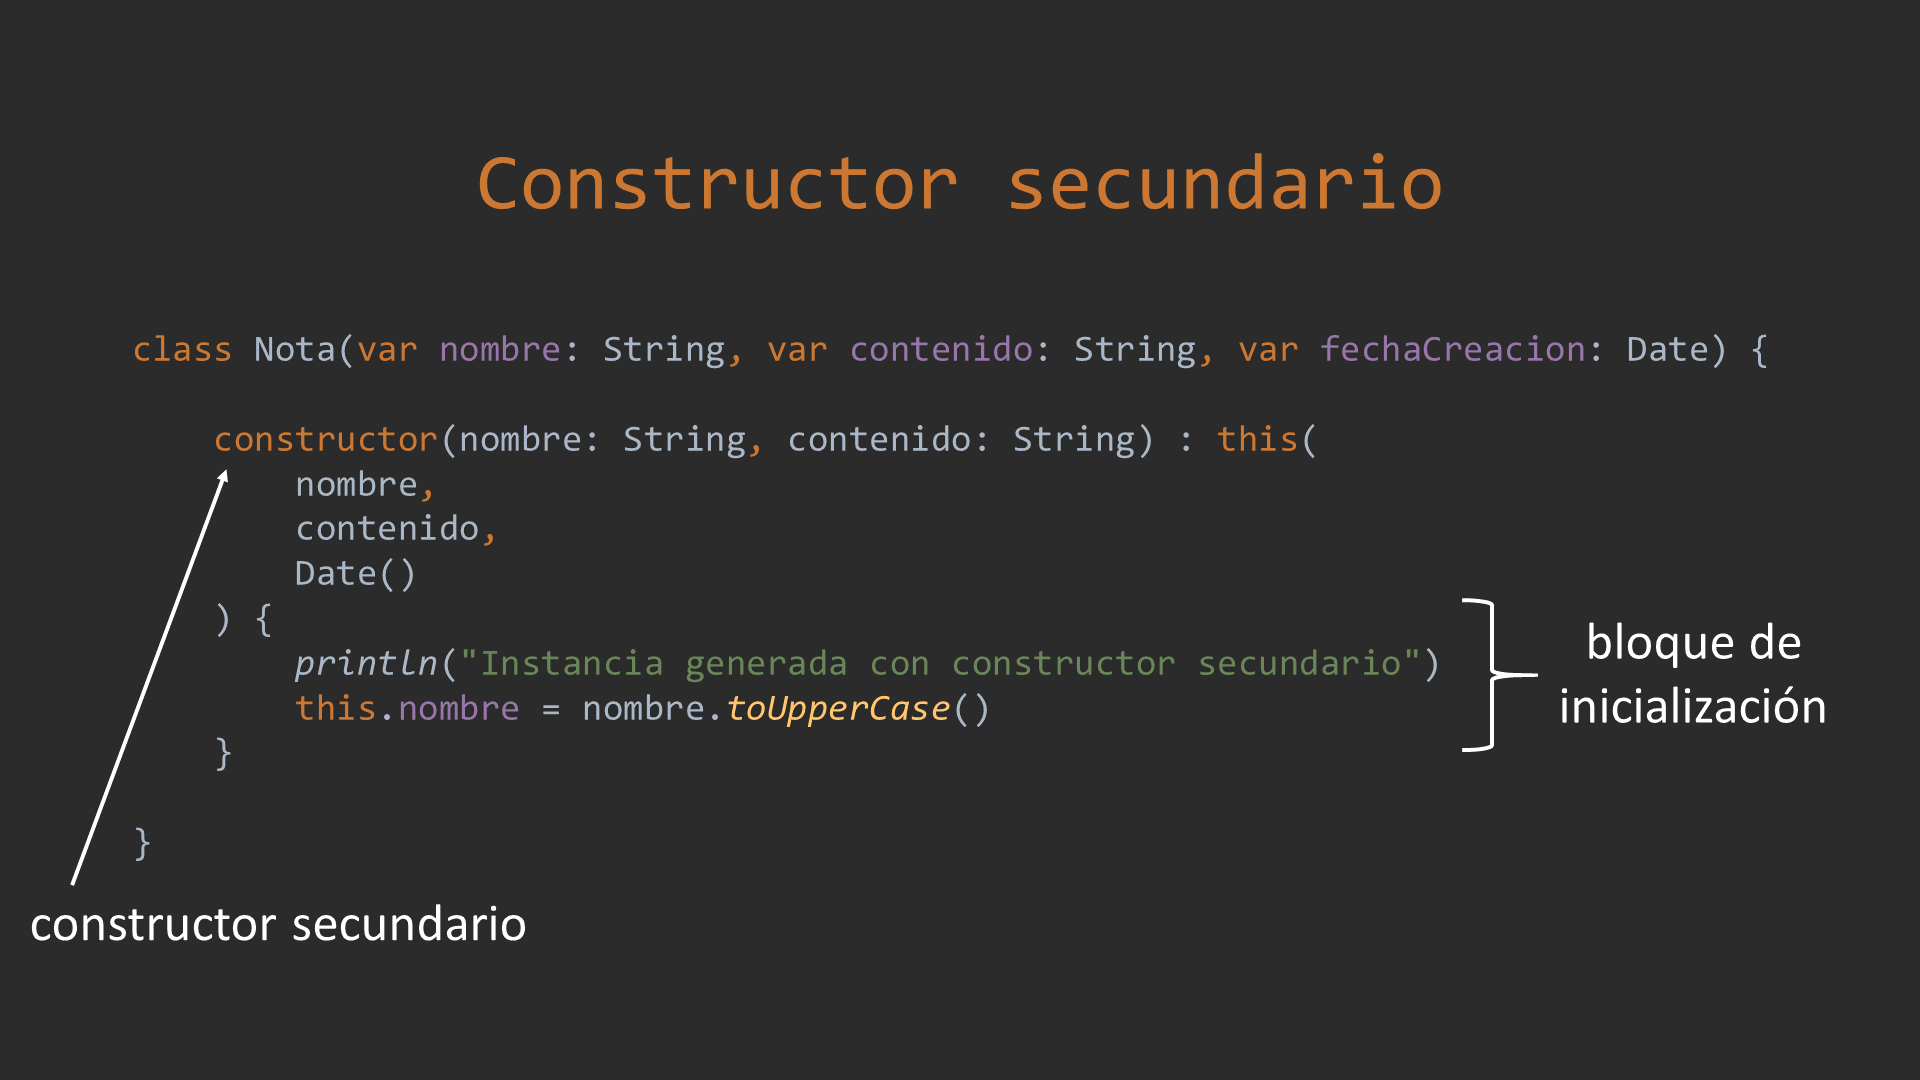 Constructor secundario
class Nota(var nombre: String, var contenido: String, var fechaCreacion: Date) {
constructor(nombre: String, contenido: String) : this(
nombre,
contenido,
Date()
) {
println("Instancia generada con constructor secundario")
this.nombre = nombre.toUpperCase()
}
}
bloque de
inicialización
constructor secundario